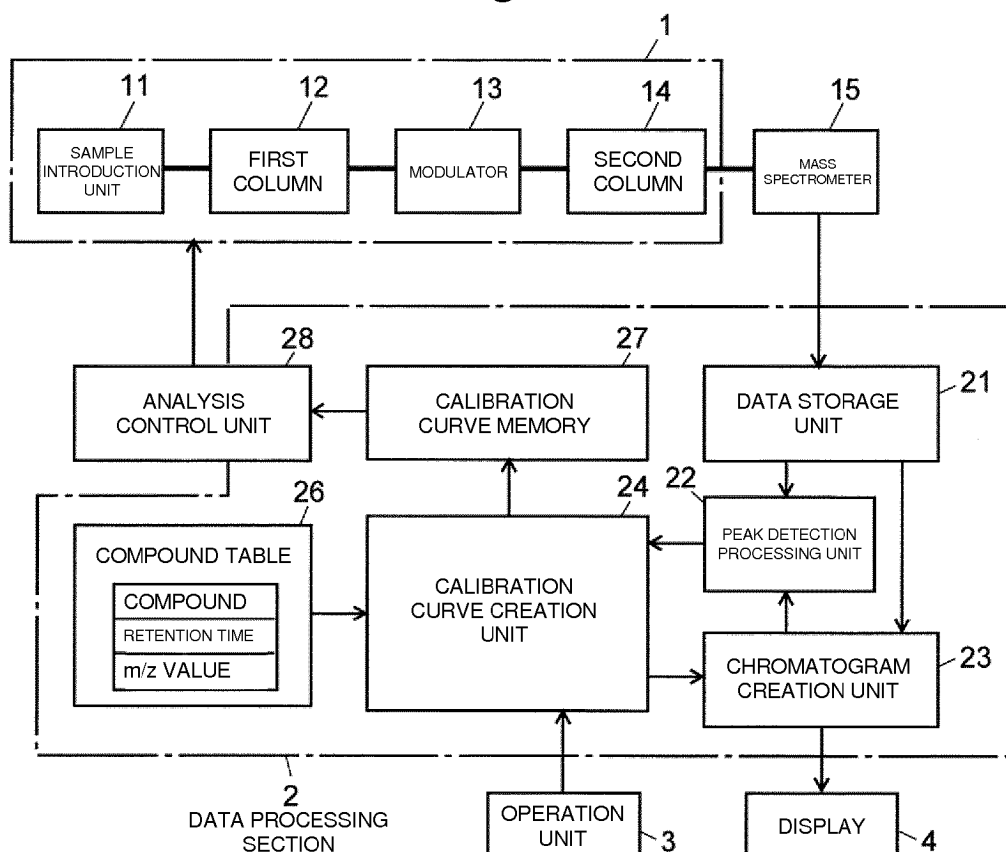 1
11
12
13
14
15
SAMPLE
INTRODUCTION
UNIT
FIRST
COLUMN
MODULATOR
SECOND
COLUMN
MASS
SPECTROMETER
28
27
21
ANALYSIS
CONTROL UNIT
CALIBRATION
CURVE MEMORY
DATA STORAGE
UNIT
26
24
22
COMPOUND TABLE
COMPOUND
RETENTION TIME
m/z VALUE
CALIBRATION
CURVE CREATION
UNIT
PEAK DETECTION
PROCESSING UNIT
23
CHROMATOGRAM
CREATION UNIT
2
DATA PROCESSING
SECTION
OPERATION
UNIT
3
DISPLAY
4